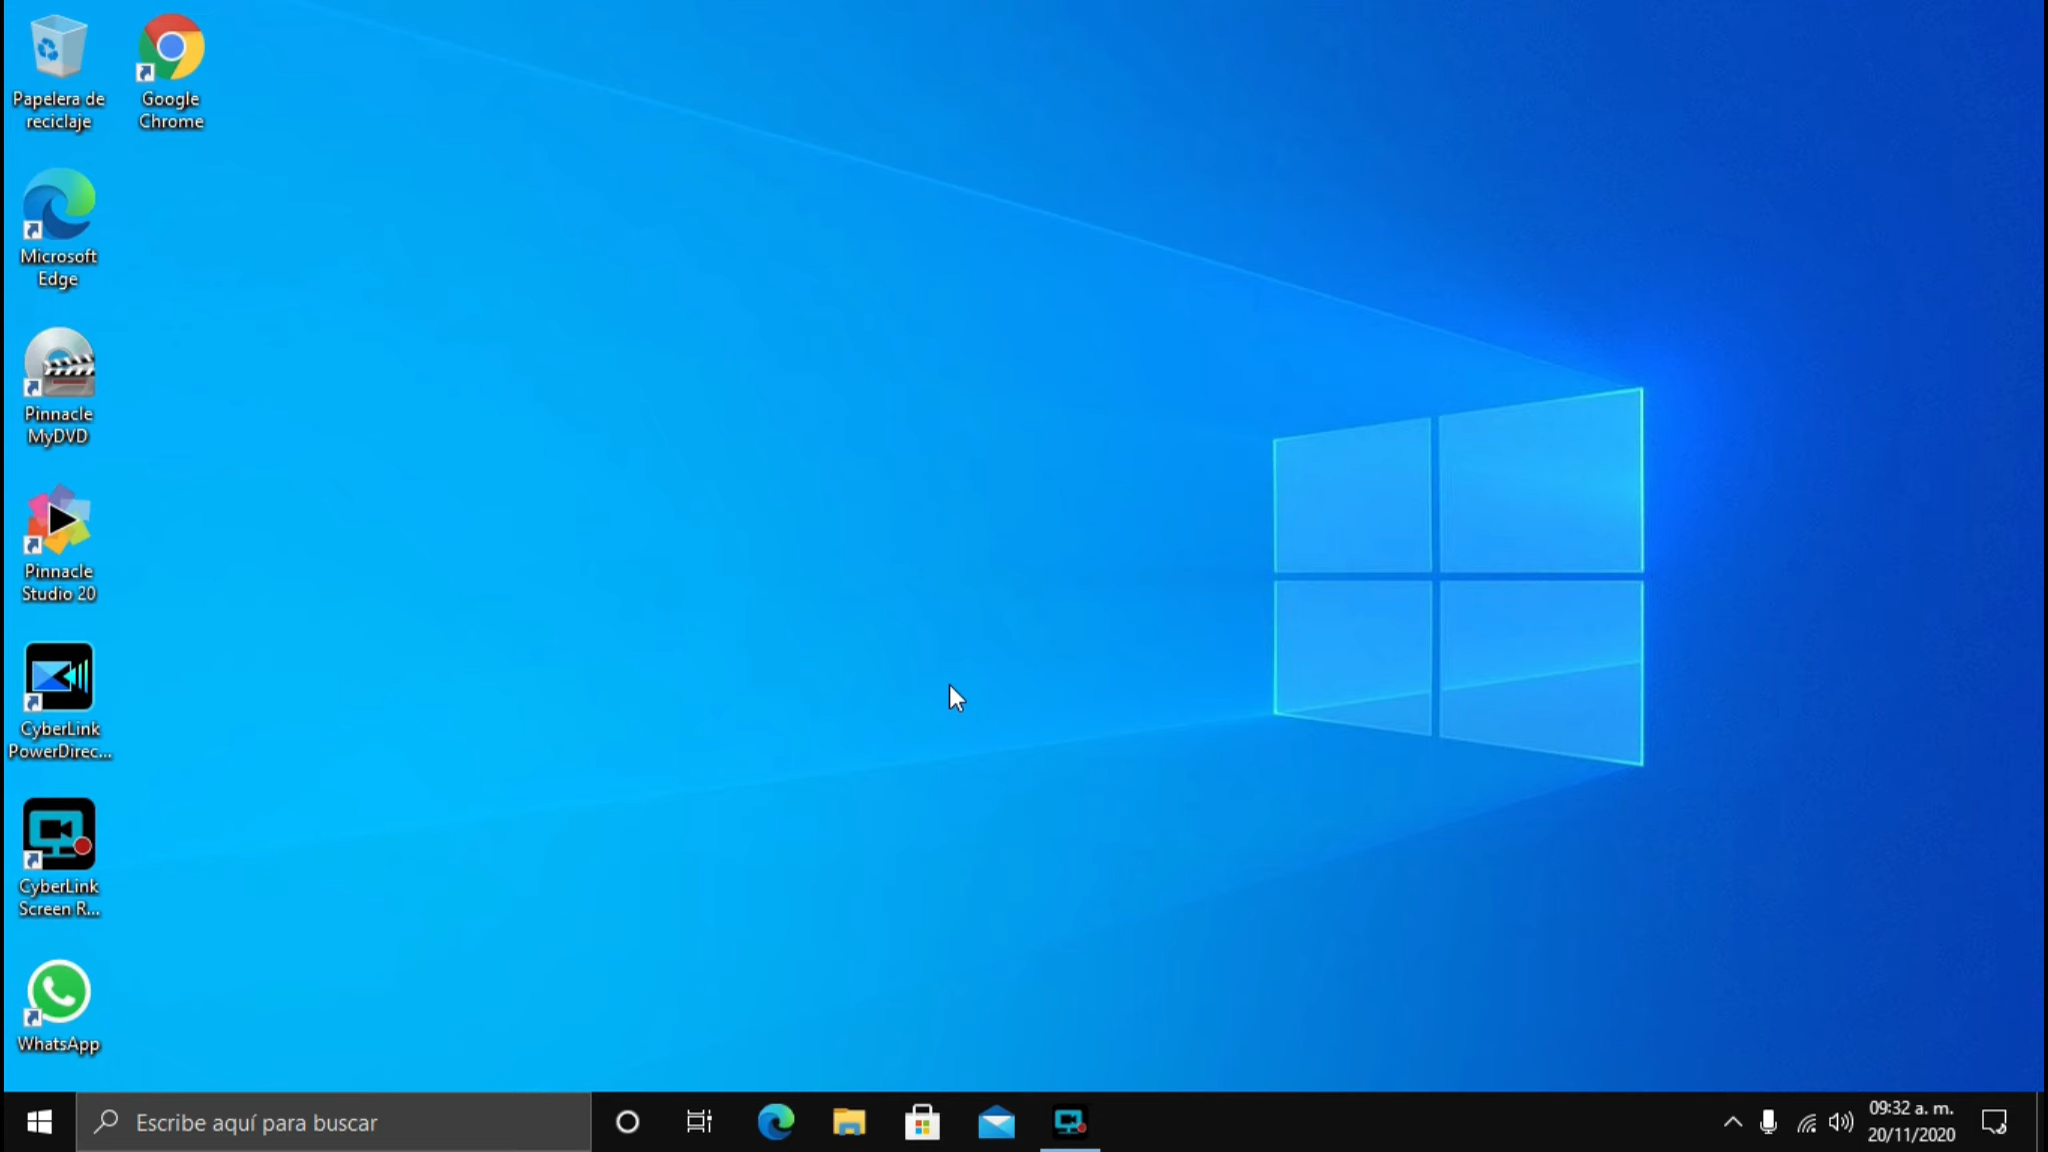 Papelera de
reciclaje
Google
Chrome
Microsoft
Edge
Pinnacle
MyDVD
Pinnacle
Studio 20
CyberLink
PowerDirec...
CyberLink
Screen R...
WhatsApp
Escribe aquí para buscar
09:32 a. m.
20/11/2020